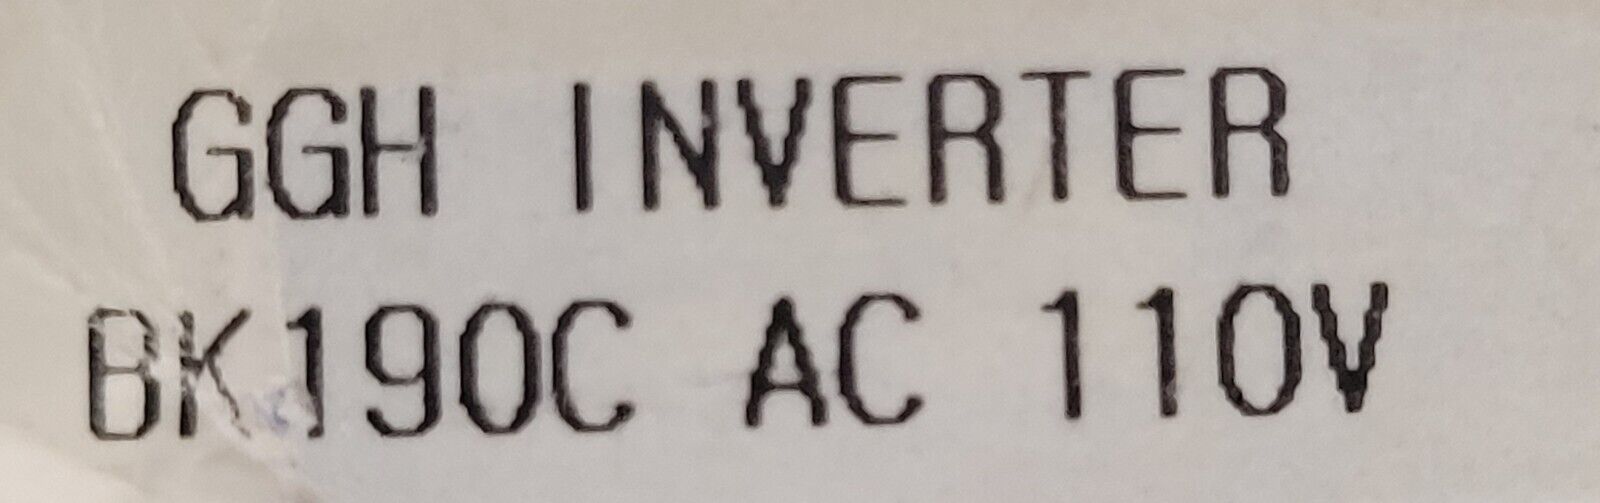 GGH INVERTER
BK190C AC 110V